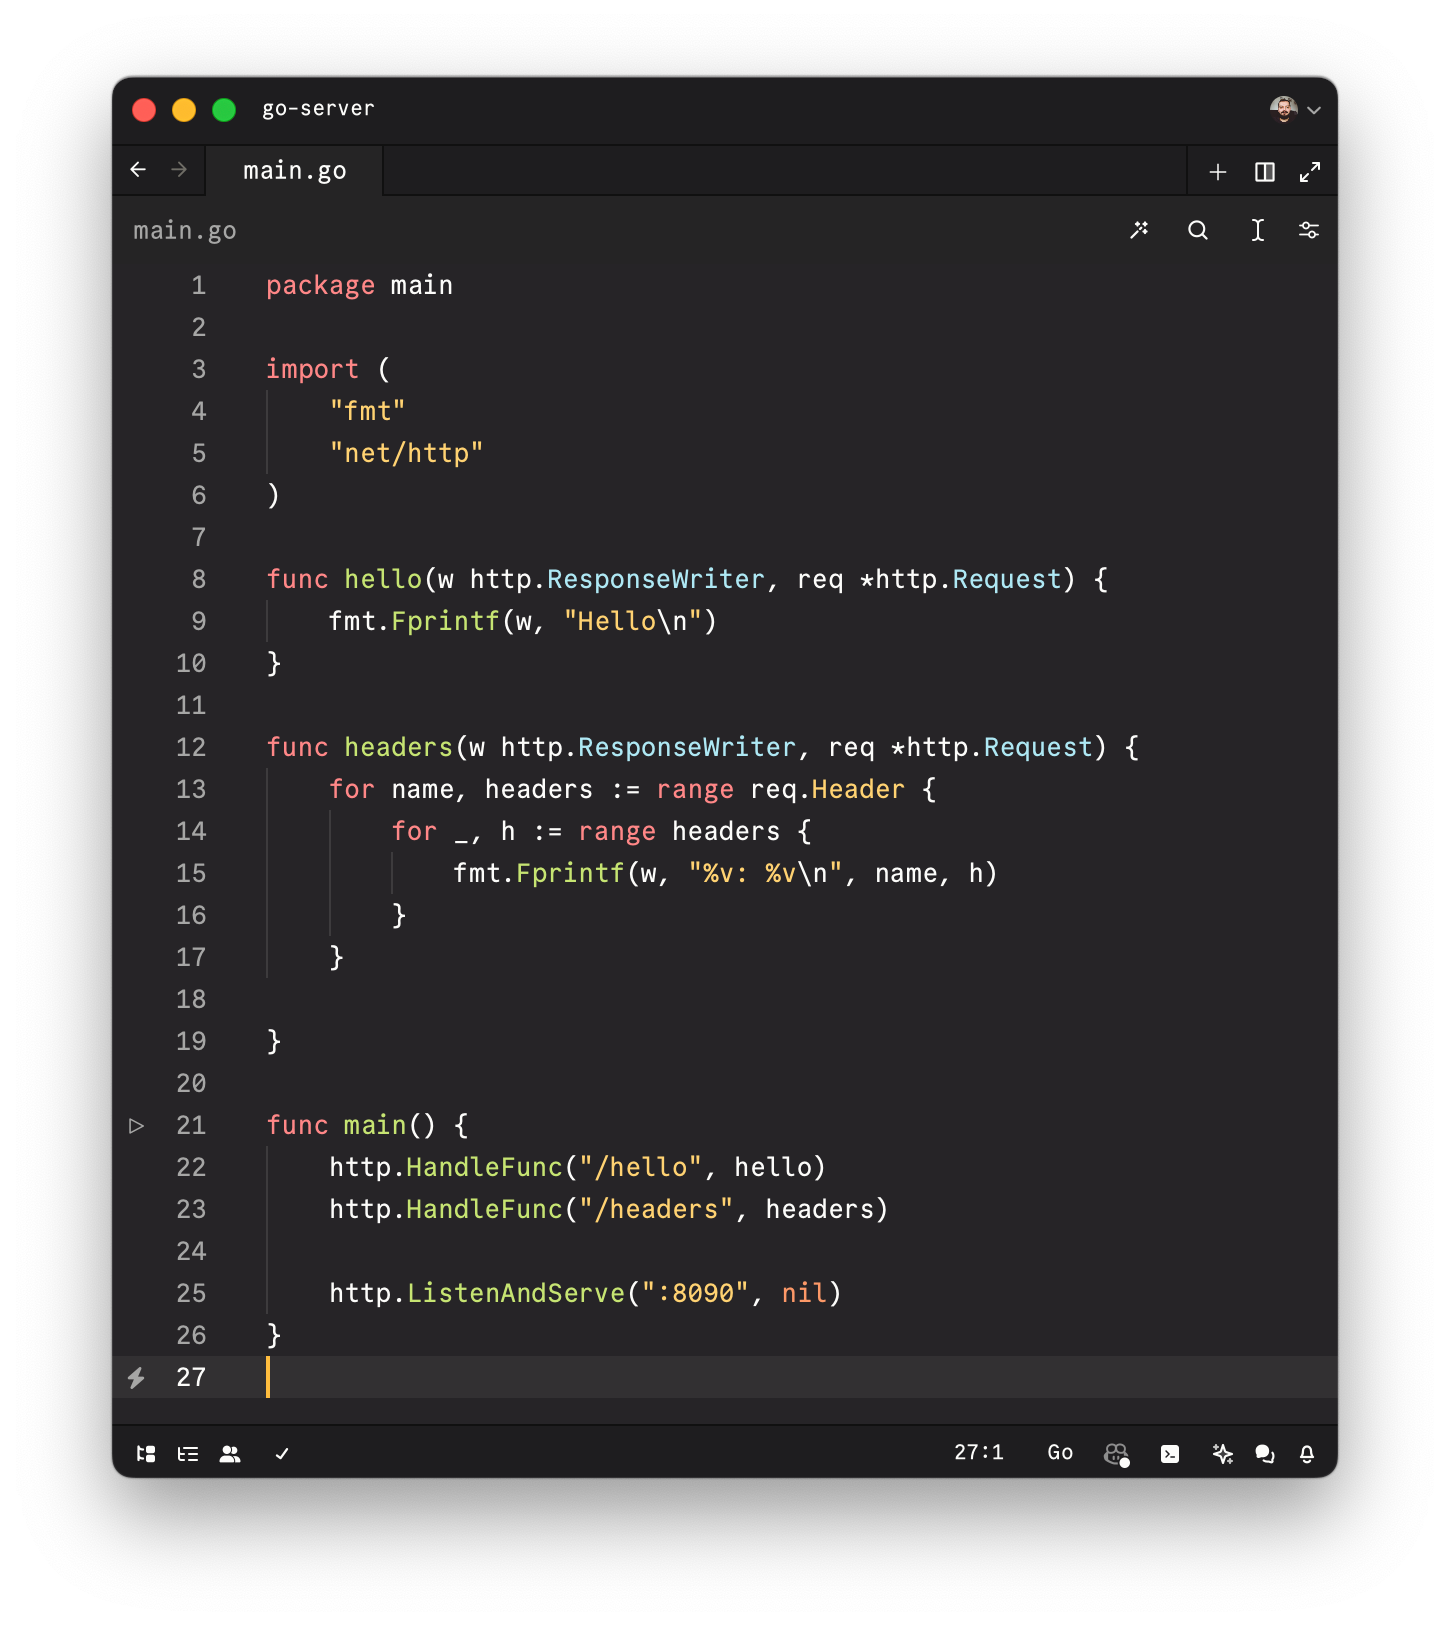 go-server
main.go
main.go
1 package main
2
3 import (
4     "fmt"
5     "net/http"
6 )
7
8 func hello(w http.ResponseWriter, req *http.Request) {
9     fmt.Fprintf(w, "Hello\n")
10 }
11
12 func headers(w http.ResponseWriter, req *http.Request) {
13     for name, headers := range req.Header {
14         for _, h := range headers {
15             fmt.Fprintf(w, "%v: %v\n", name, h)
16         }
17     }
18
19 }
20
21 func main() {
22     http.HandleFunc("/hello", hello)
23     http.HandleFunc("/headers", headers)
24
25     http.ListenAndServe(":8090", nil)
26 }
27
27:1 Go